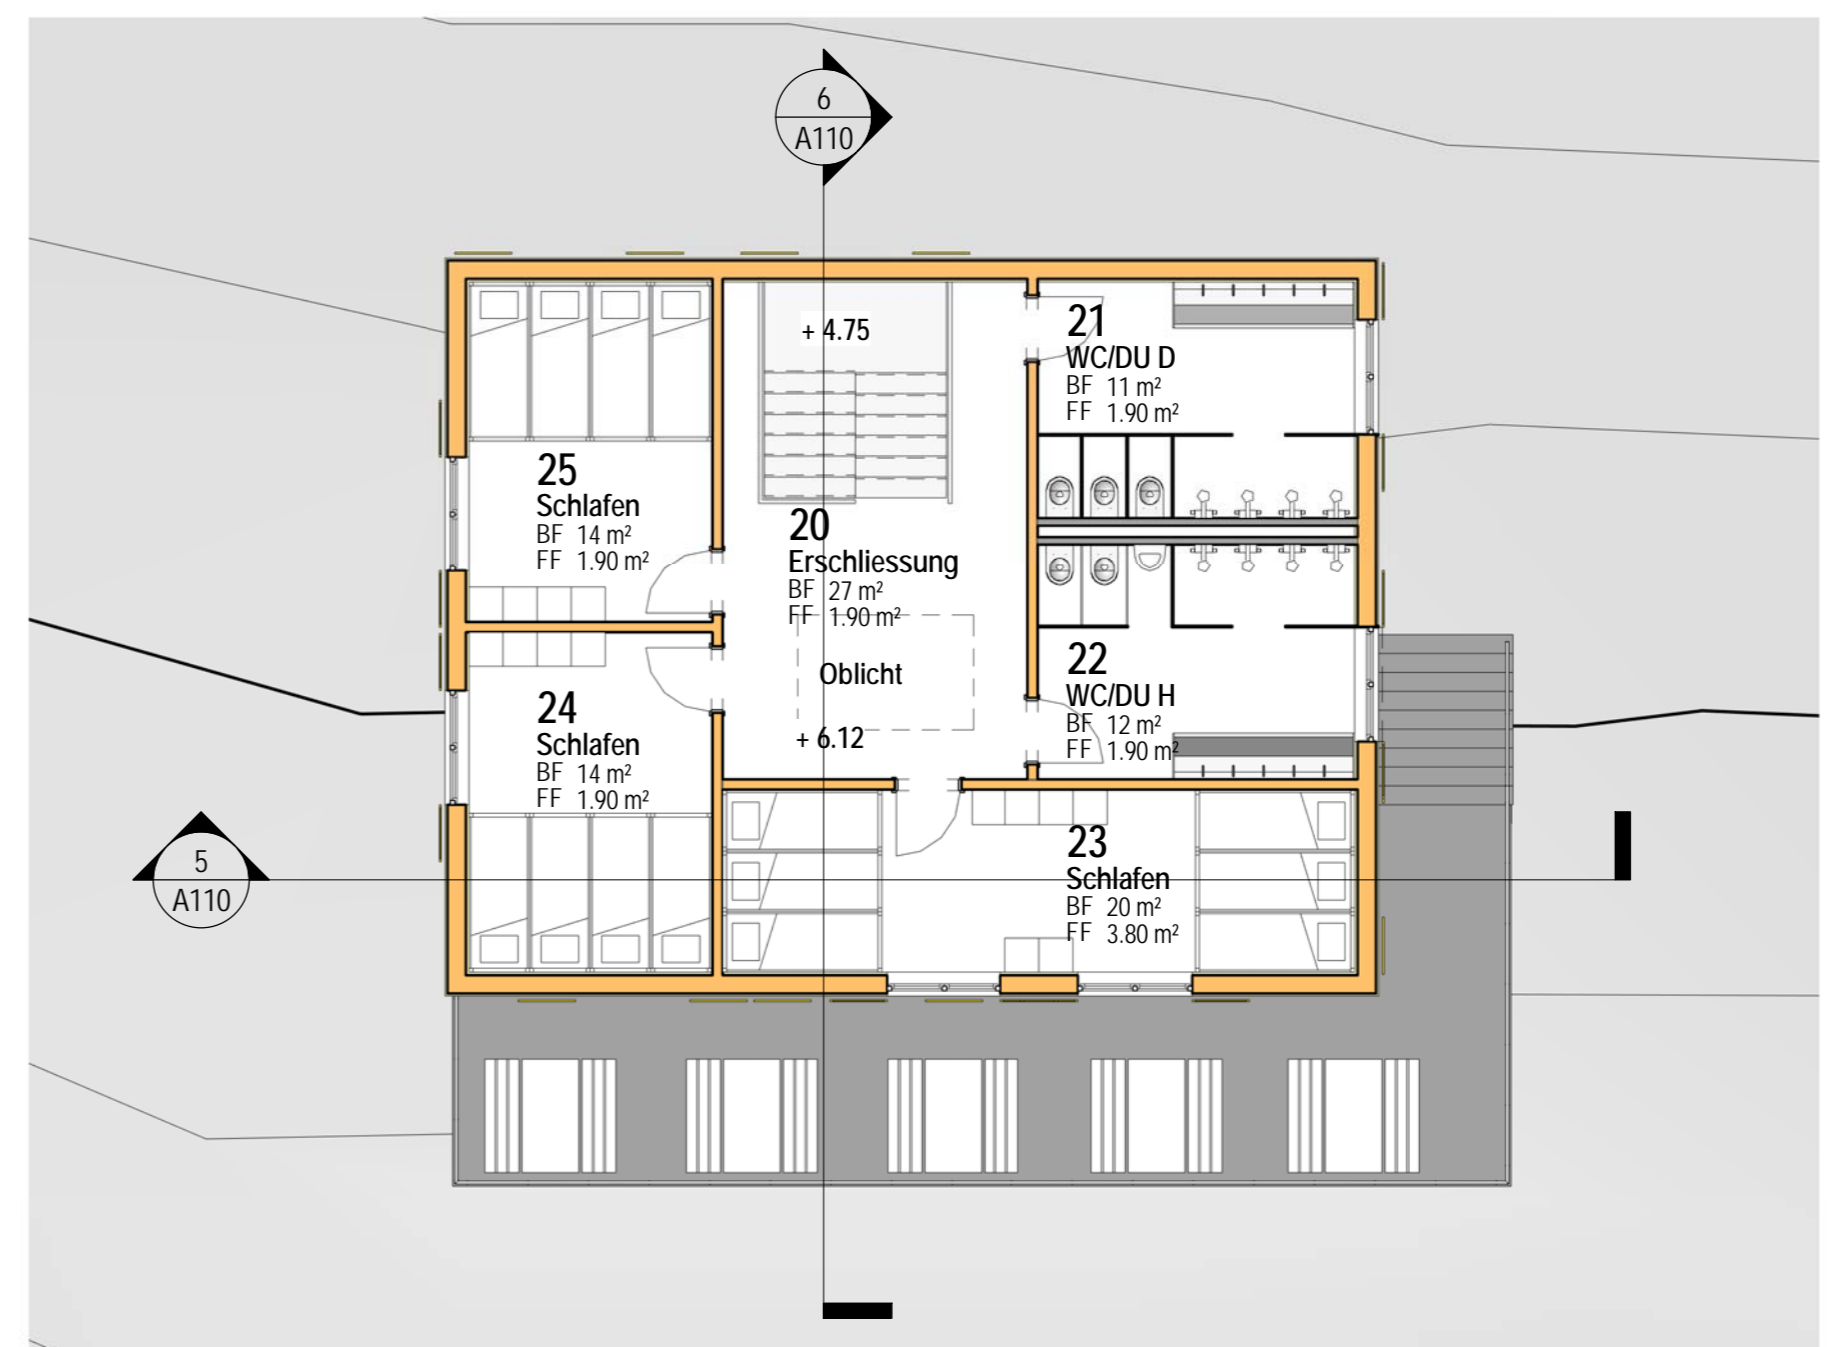 6
A110
+ 4.75
21
WC/DU D
BF 11 m²
FF 1.90 m²
25
Schlafen
BF 14 m²
FF 1.90 m²
20
Erschliessung
BF 27 m²
FF 1.90 m²
Oblicht
+ 6.12
22
WC/DU H
BF 12 m²
FF 1.90 m²
24
Schlafen
BF 14 m²
FF 1.90 m²
23
Schlafen
BF 20 m²
FF 3.80 m²
5
A110